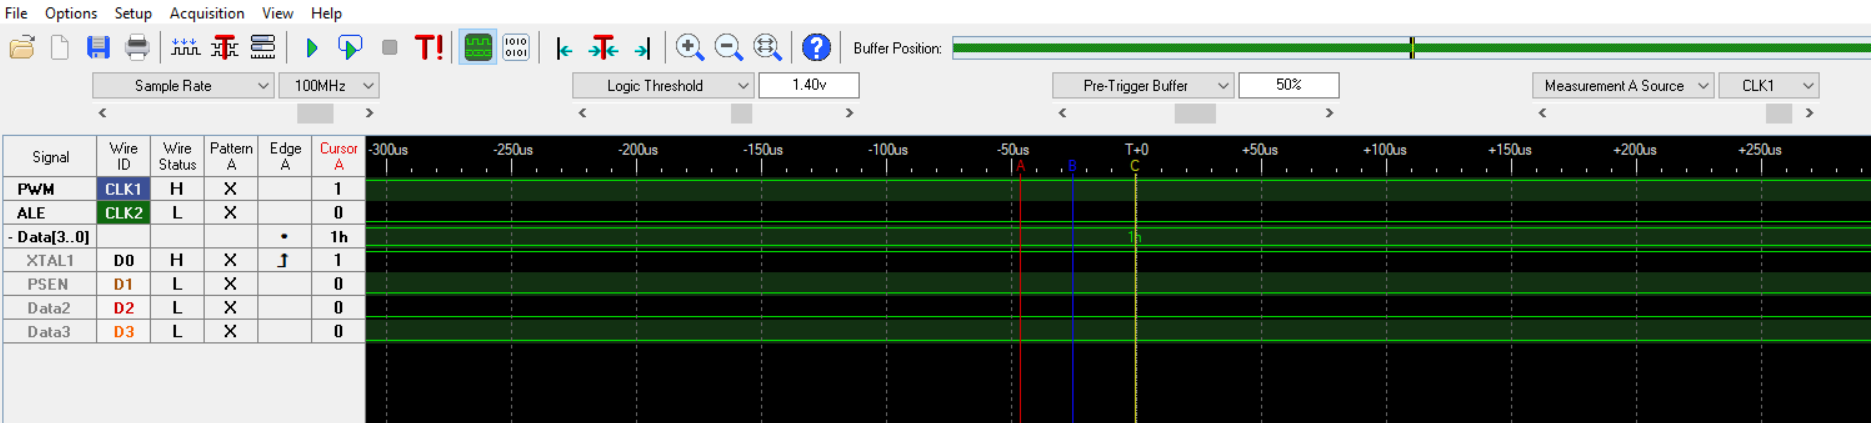 File Options Setup Acquisition View Help
T! 1010 0101 ? Buffer Position:
Sample Rate 100MHz Logic Threshold 1.40v Pre-Trigger Buffer 50% Measurement A Source CLK1
Signal Wire ID Wire Status Pattern A Edge A Cursor A
-300us -250us -200us -150us -100us -50us T+0 +50us +100us +150us +200us +250us
A B C
PWM CLK1 H X 1
ALE CLK2 L X 0
- Data[3..0] 1h 1h
XTAL1 D0 H X 1
PSEN D1 L X 0
Data2 D2 L X 0
Data3 D3 L X 0